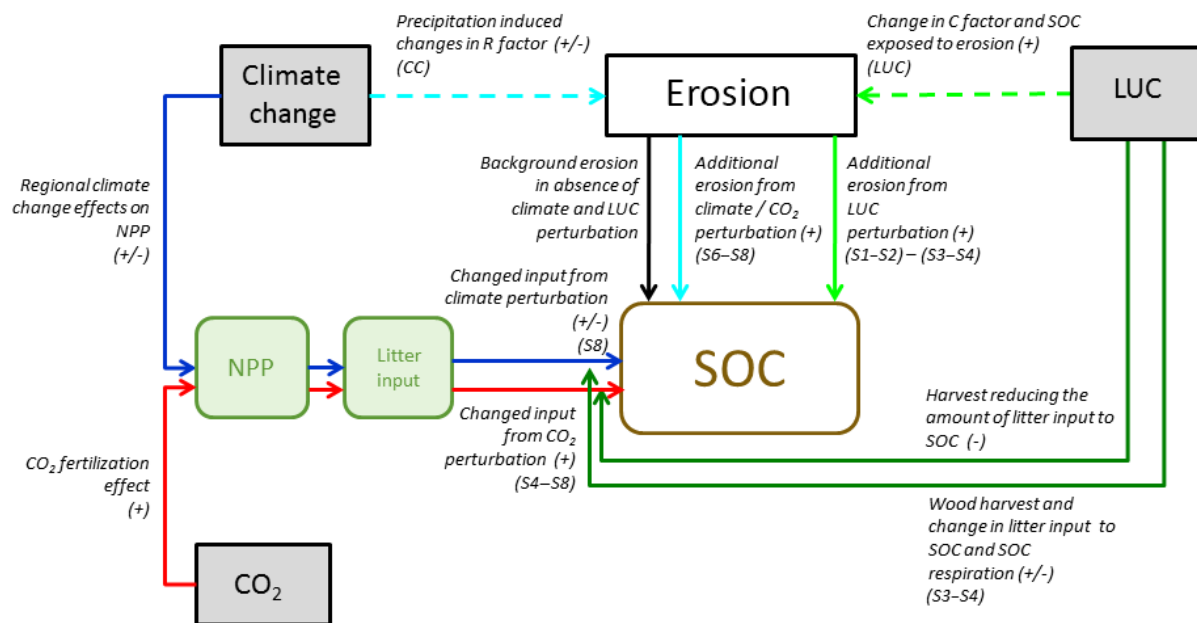 Precipitation induced
changes in R factor (+/-)
(CC)
Change in C factor and SOC
exposed to erosion (+)
(LUC)
Climate
change
Erosion
LUC
Regional climate
change effects on
NPP
(+/-)
Background erosion
in absence of
climate and LUC
perturbation
Additional
erosion from
climate / CO₂
perturbation (+)
(S6–S8)
Additional
erosion from
LUC
perturbation (+)
(S1–S2) – (S3–S4)
Changed input from
climate perturbation
(+/-)
(S8)
NPP
Litter
input
SOC
Changed input
from CO₂
perturbation (+)
(S4–S8)
Harvest reducing the
amount of litter input to
SOC (-)
CO₂ fertilization
effect
(+)
Wood harvest and
change in litter input to
SOC and SOC
respiration (+/-)
(S3–S4)
CO₂